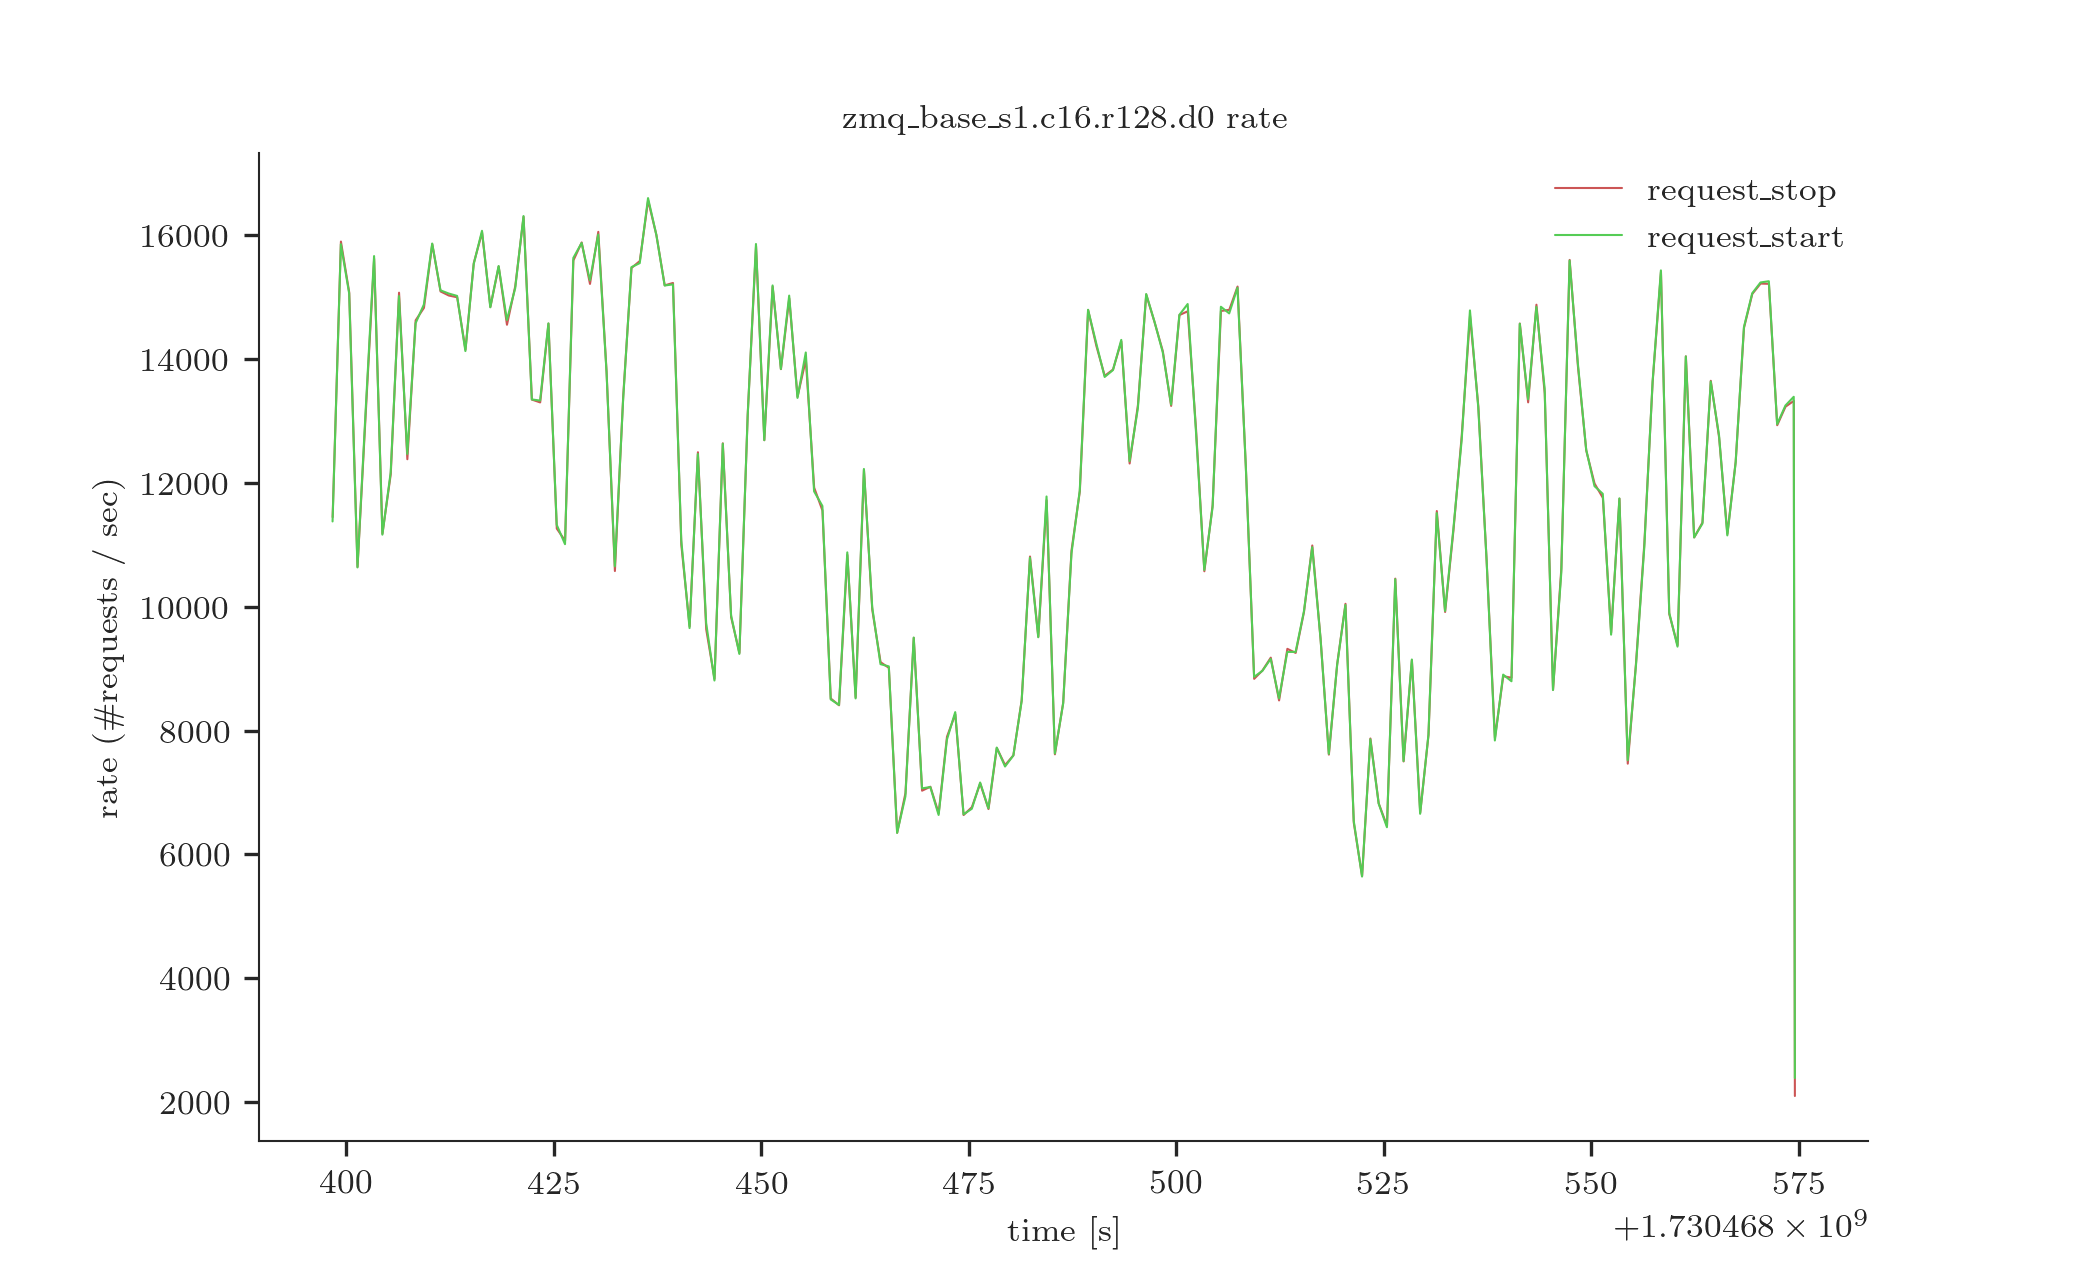 zmq_base_s1.c16.r128.d0 rate
request_stop
request_start
rate (#requests / sec)
16000
14000
12000
10000
8000
6000
4000
2000
400 425 450 475 500 525 550 575
time [s]
+1.730468 × 10⁹